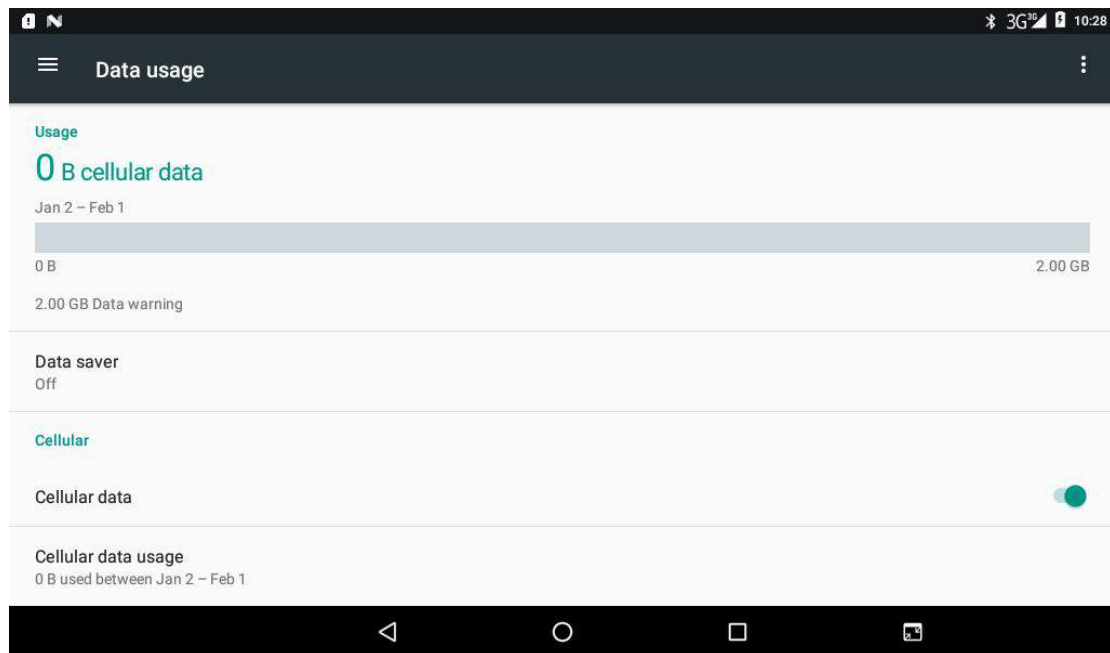 3G 3G 10:28
Data usage
Usage
0 B cellular data
Jan 2 – Feb 1
0 B 2.00 GB
2.00 GB Data warning
Data saver
Off
Cellular
Cellular data
Cellular data usage
0 B used between Jan 2 – Feb 1